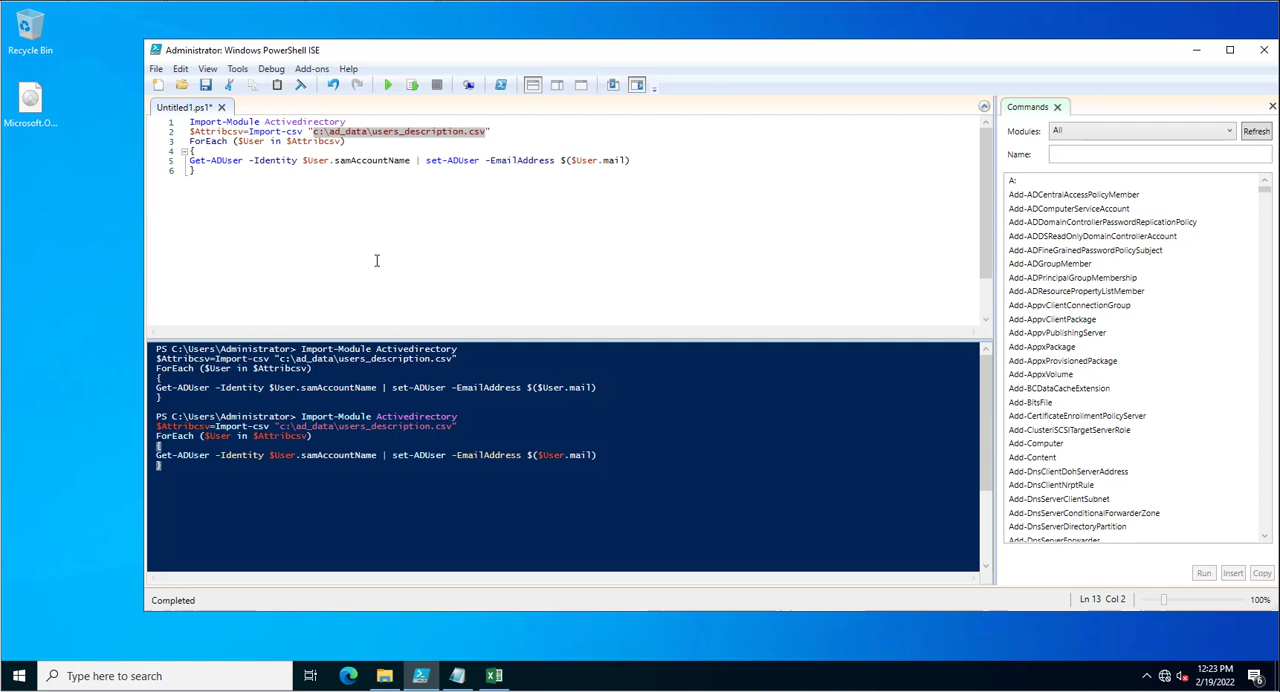 Recycle Bin
Microsoft.O...
Administrator: Windows PowerShell ISE
File Edit View Tools Debug Add-ons Help
Untitled1.ps1*
1 Import-Module Activedirectory
2 $Attribcsv=Import-csv "c:\ad_data\users_description.csv"
3 ForEach ($User in $Attribcsv)
4 {
5 Get-ADUser -Identity $User.samAccountName | set-ADUser -EmailAddress $($User.mail)
6 }
PS C:\Users\Administrator> Import-Module Activedirectory
$Attribcsv=Import-csv "c:\ad_data\users_description.csv"
ForEach ($User in $Attribcsv)
{
Get-ADUser -Identity $User.samAccountName | set-ADUser -EmailAddress $($User.mail)
}
PS C:\Users\Administrator> Import-Module Activedirectory
$Attribcsv=Import-csv "c:\ad_data\users_description.csv"
ForEach ($User in $Attribcsv)
{
Get-ADUser -Identity $User.samAccountName | set-ADUser -EmailAddress $($User.mail)
}
Commands
Modules: All Refresh
Name:
A:
Add-ADCentralAccessPolicyMember
Add-ADComputerServiceAccount
Add-ADDomainControllerPasswordReplicationPolicy
Add-ADDSReadOnlyDomainControllerAccount
Add-ADFineGrainedPasswordPolicySubject
Add-ADGroupMember
Add-ADPrincipalGroupMembership
Add-ADResourcePropertyListMember
Add-AppvClientConnectionGroup
Add-AppvClientPackage
Add-AppvPublishingServer
Add-AppxPackage
Add-AppxProvisionedPackage
Add-AppxVolume
Add-BCDataCacheExtension
Add-BitsFile
Add-CertificateEnrollmentPolicyServer
Add-ClusteriSCSITargetServerRole
Add-Computer
Add-Content
Add-DnsClientDohServerAddress
Add-DnsClientNrptRule
Add-DnsServerClientSubnet
Add-DnsServerConditionalForwarderZone
Add-DnsServerDirectoryPartition
Add-DnsServerForwarder
Run Insert Copy
Completed
Ln 13 Col 2
100%
Type here to search
12:23 PM
2/19/2022
6